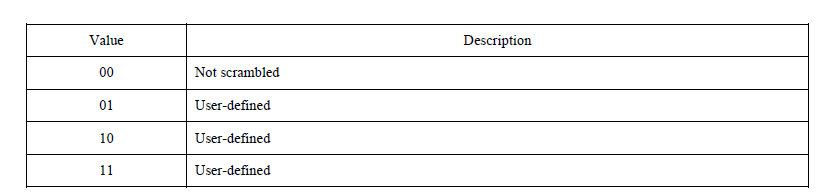 Value Description
00 Not scrambled
01 User-defined
10 User-defined
11 User-defined